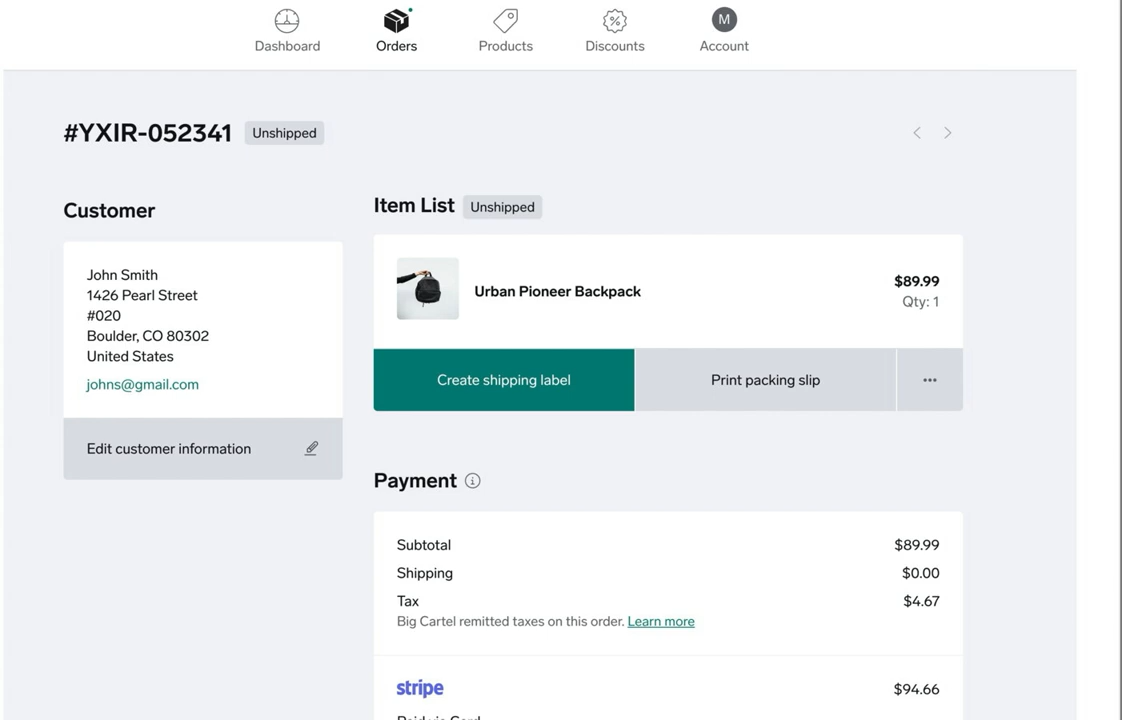 Dashboard
Orders
Products
Discounts
M
Account
#YXIR-052341
Unshipped
Customer
John Smith
1426 Pearl Street
#020
Boulder, CO 80302
United States
johns@gmail.com
Edit customer information
Item List
Unshipped
Urban Pioneer Backpack
$89.99
Qty: 1
Create shipping label
Print packing slip
Payment
Subtotal
$89.99
Shipping
$0.00
Tax
$4.67
Big Cartel remitted taxes on this order. Learn more
stripe
$94.66
Paid via Card